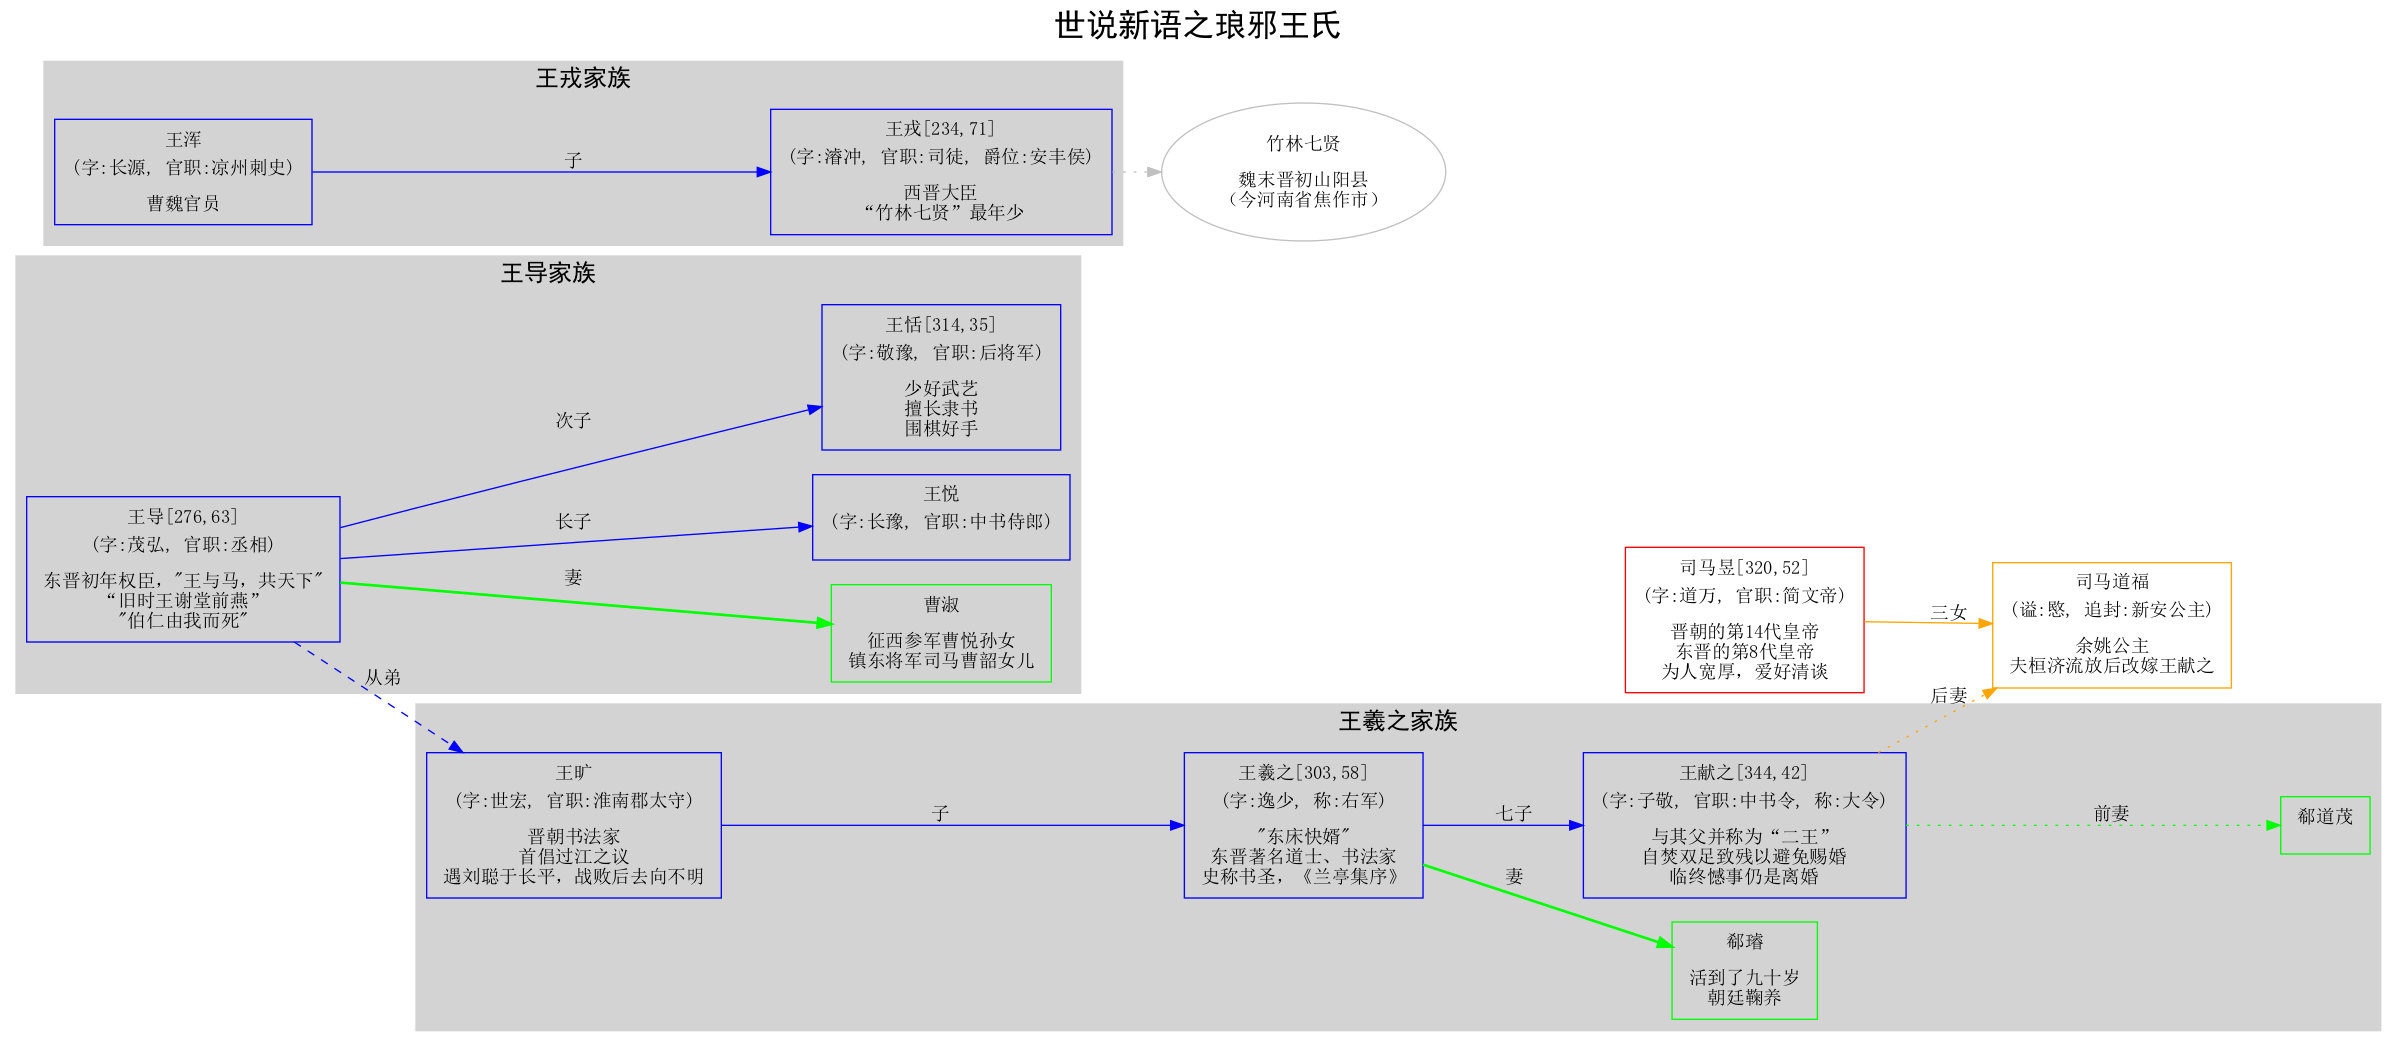 世说新语之琅邪王氏
王戎家族
王浑
(字:长源, 官职:凉州刺史)
曹魏官员
子
王戎[234,71]
(字:濬冲, 官职:司徒, 爵位:安丰侯)
西晋大臣
“竹林七贤”最年少
竹林七贤
魏末晋初山阳县
（今河南省焦作市）
王导家族
王导[276,63]
(字:茂弘, 官职:丞相)
东晋初年权臣，"王与马，共天下"
“旧时王谢堂前燕”
"伯仁由我而死"
次子
王恬[314,35]
(字:敬豫, 官职:后将军)
少好武艺
擅长隶书
围棋好手
长子
王悦
(字:长豫, 官职:中书侍郎)
妻
曹淑
征西参军曹悦孙女
镇东将军司马曹韶女儿
从弟
司马昱[320,52]
(字:道万, 官职:简文帝)
晋朝的第14代皇帝
东晋的第8代皇帝
为人宽厚，爱好清谈
三女
司马道福
(谥:愍, 追封:新安公主)
余姚公主
夫桓济流放后改嫁王献之
后妻
王羲之家族
王旷
(字:世宏, 官职:淮南郡太守)
晋朝书法家
首倡过江之议
遇刘聪于长平，战败后去向不明
子
王羲之[303,58]
(字:逸少, 称:右军)
"东床快婿"
东晋著名道士、书法家
史称书圣，《兰亭集序》
七子
王献之[344,42]
(字:子敬, 官职:中书令, 称:大令)
与其父并称为“二王”
自焚双足致残以避免赐婚
临终憾事仍是离婚
前妻
郗道茂
妻
郗璿
活到了九十岁
朝廷鞠养